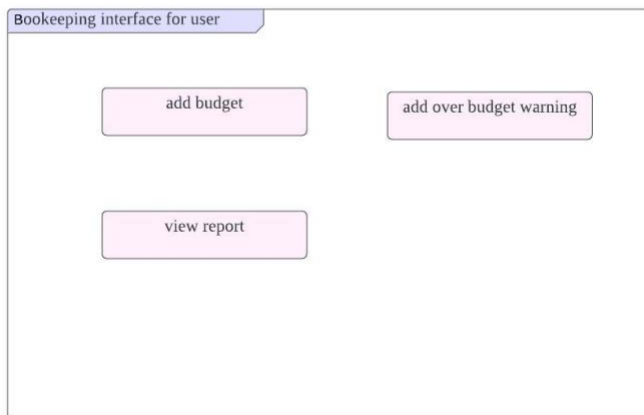 Bookeeping interface for user
add budget
add over budget warning
view report